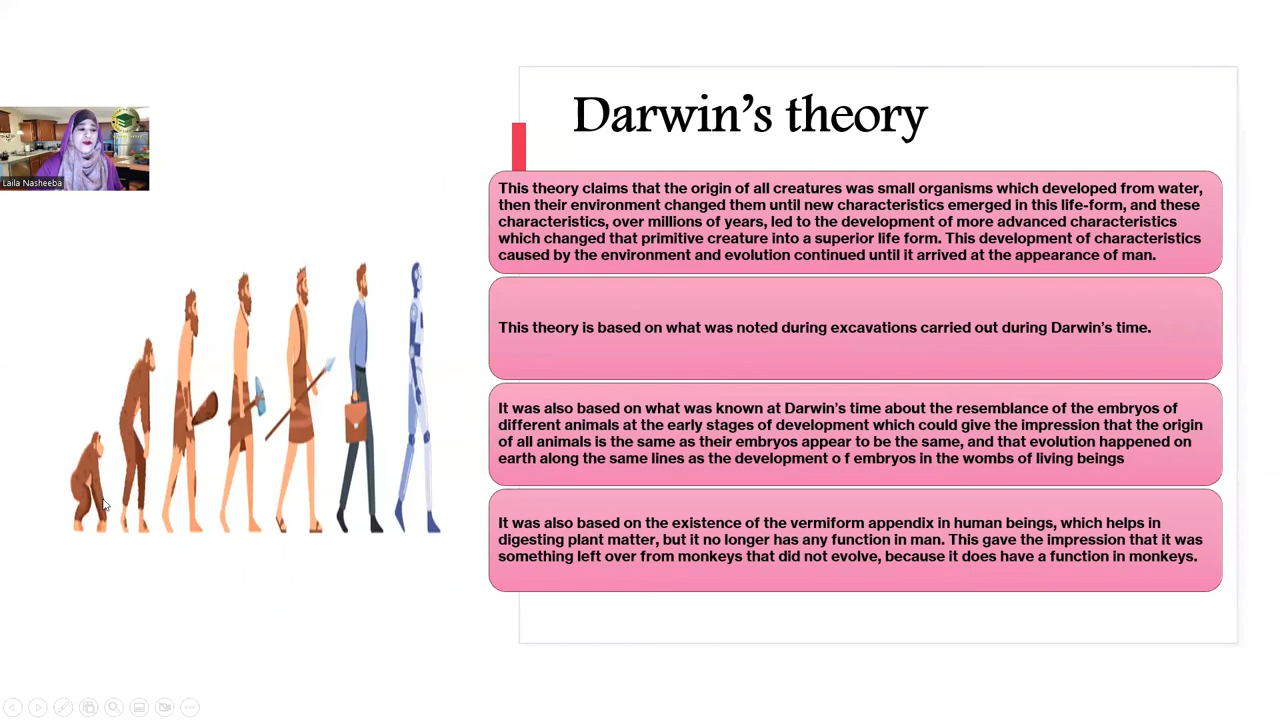 Darwin's theory
Laila Nasheeba
This theory claims that the origin of all creatures was small organisms which developed from water,
then their environment changed them until new characteristics emerged in this life-form, and these
characteristics, over millions of years, led to the development of more advanced characteristics
which changed that primitive creature into a superior life form. This development of characteristics
caused by the environment and evolution continued until it arrived at the appearance of man.
This theory is based on what was noted during excavations carried out during Darwin's time.
It was also based on what was known at Darwin's time about the resemblance of the embryos of
different animals at the early stages of development which could give the impression that the origin
of all animals is the same as their embryos appear to be the same, and that evolution happened on
earth along the same lines as the development o f embryos in the wombs of living beings
It was also based on the existence of the vermiform appendix in human beings, which helps in
digesting plant matter, but it no longer has any function in man. This gave the impression that it was
something left over from monkeys that did not evolve, because it does have a function in monkeys.